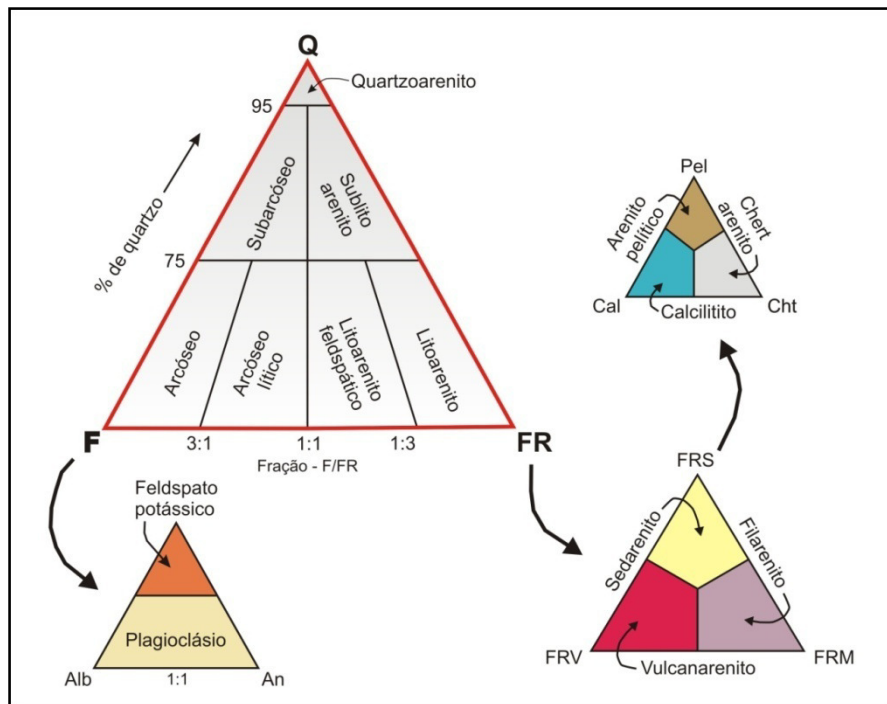 Q
Quartzoarenito
95
% de quartzo
Subarcóseo
Sublito
arenito
75
Arcóseo
Arcóseo
lítico
Litoarenito
feldspático
Litoarenito
F
FR
3:1
1:1
1:3
Fração - F/FR
Pel
Arenito
pelítico
Chert
arenito
Cal
Calcilitito
Cht
Feldspato
potássico
Plagioclásio
Alb
1:1
An
FRS
Sedarenito
Filarenito
FRV
Vulcanarenito
FRM